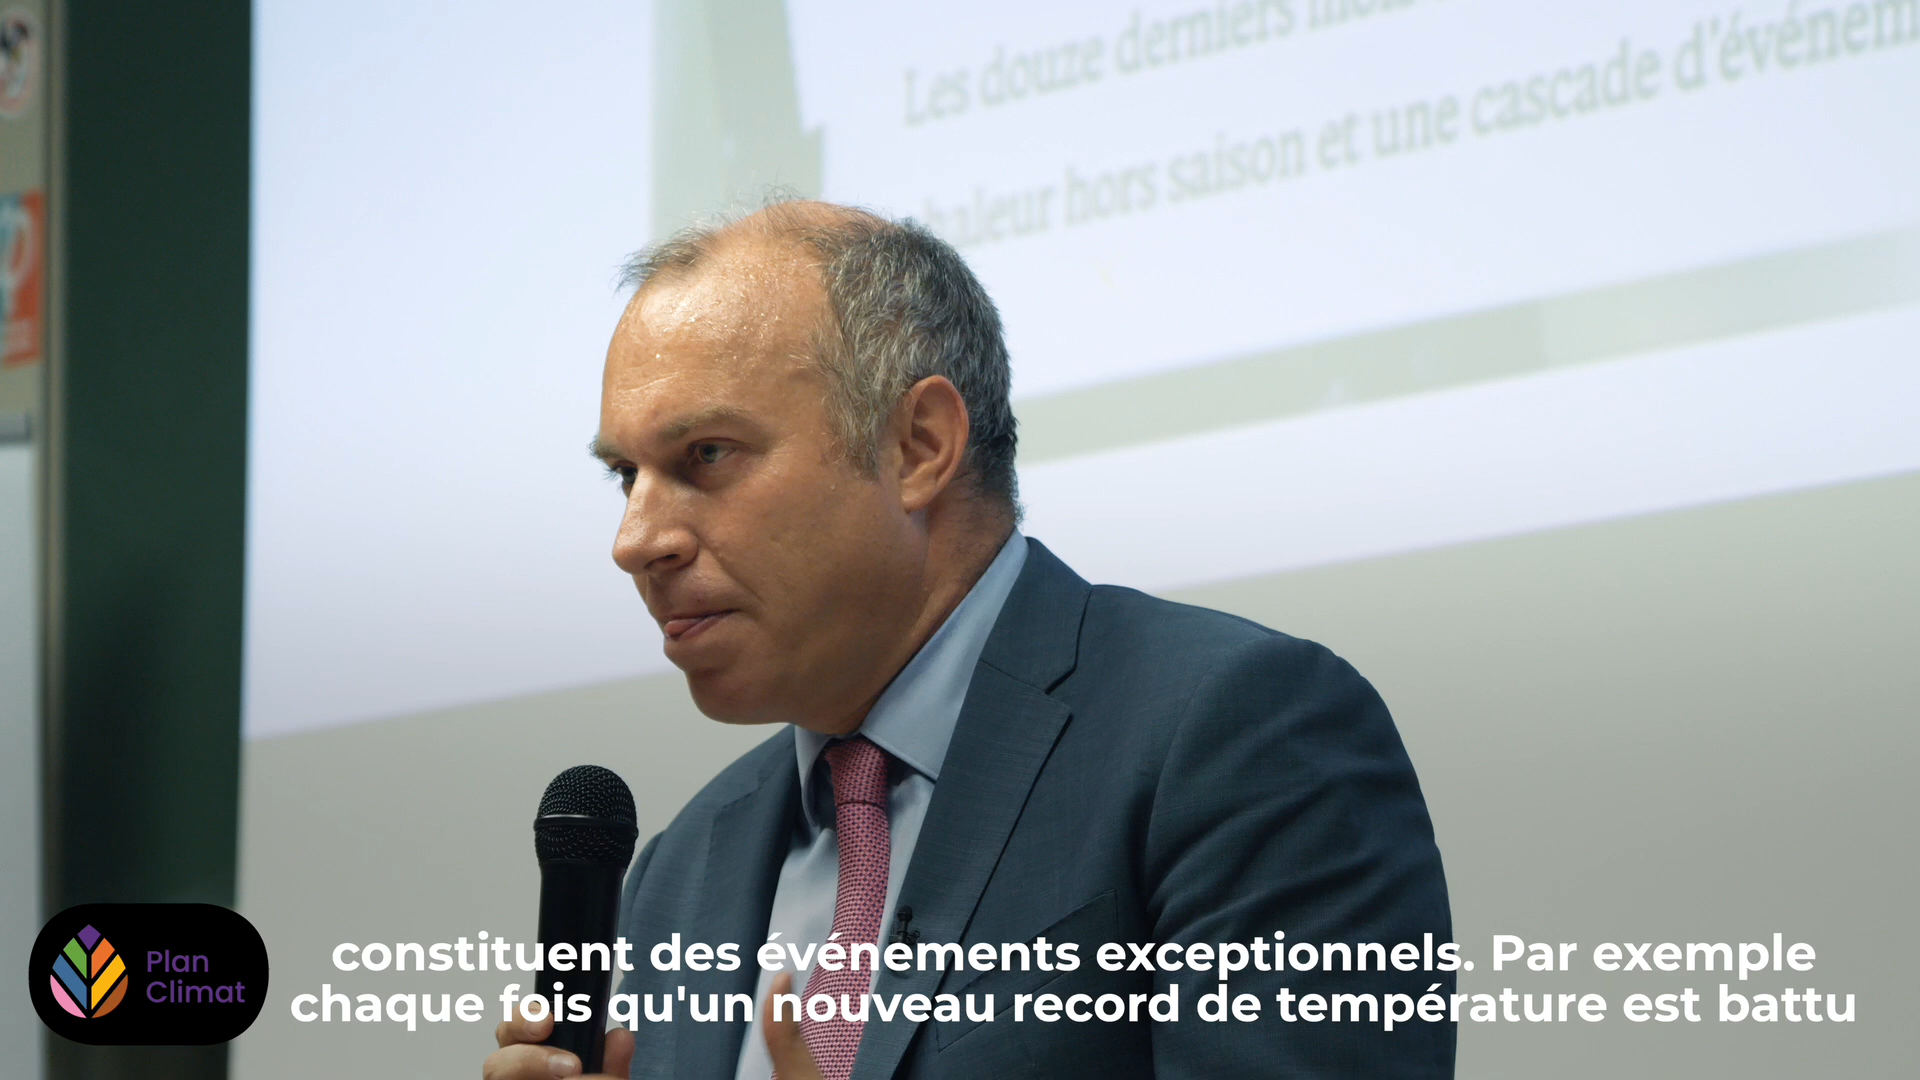 Les douze derniers mois
chaleur hors saison et une cascade d'événem
Plan
Climat
constituent des événements exceptionnels. Par exemple
chaque fois qu'un nouveau record de température est battu